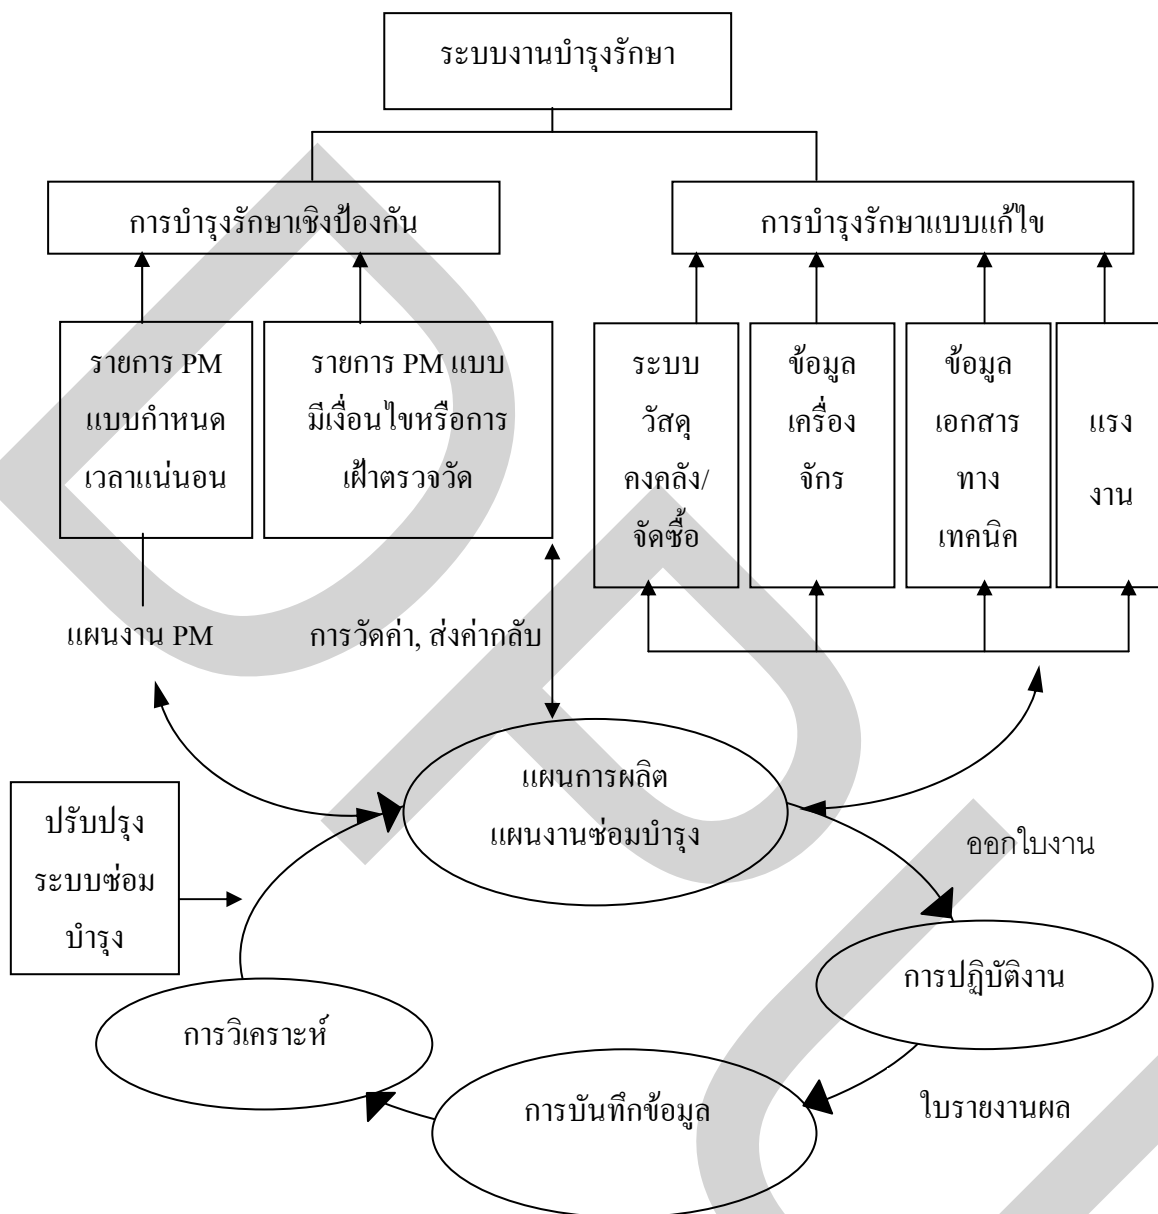 ระบบงานบำรุงรักษา
การบำรุงรักษาเชิงป้องกัน
การบำรุงรักษาแบบแก้ไข
รายการ PM
แบบกำหนด
เวลาแน่นอน
รายการ PM แบบ
มีเงื่อนไขหรือการ
เฝ้าตรวจวัด
ระบบ
วัสดุ
คงคลัง/
จัดซื้อ
ข้อมูล
เครื่อง
จักร
ข้อมูล
เอกสาร
ทาง
เทคนิค
แรง
งาน
แผนงาน PM
การวัดค่า, ส่งค่ากลับ
แผนการผลิต
แผนงานซ่อมบำรุง
ปรับปรุง
ระบบซ่อม
บำรุง
ออกใบงาน
การปฏิบัติงาน
การวิเคราะห์
การบันทึกข้อมูล
ใบรายงานผล